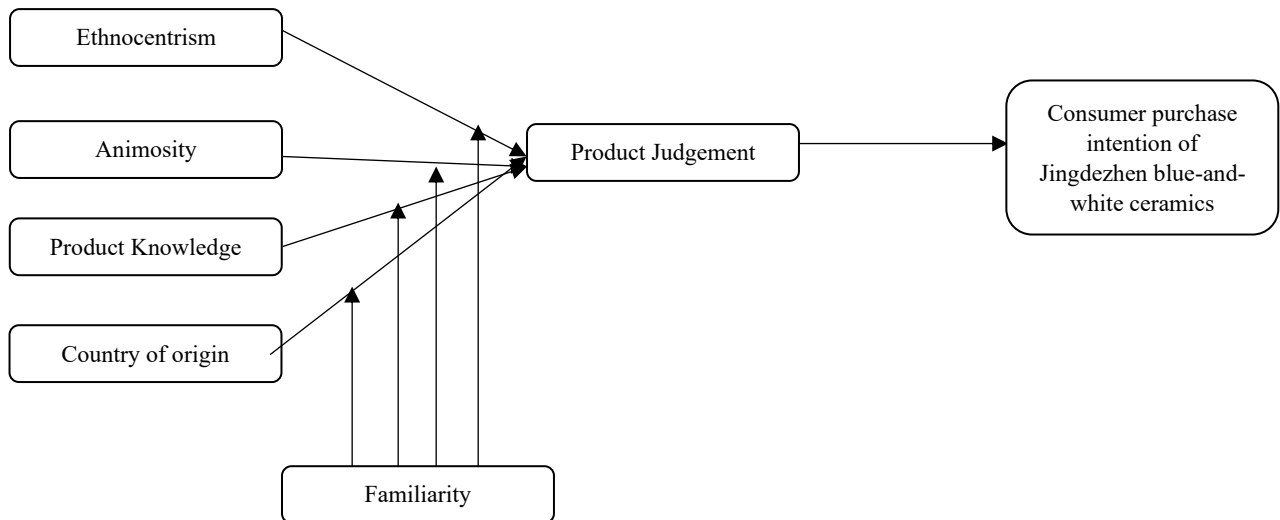 Ethnocentrism
Animosity
Product Knowledge
Country of origin
Familiarity
Product Judgement
Consumer purchase
intention of
Jingdezhen blue-and-
white ceramics